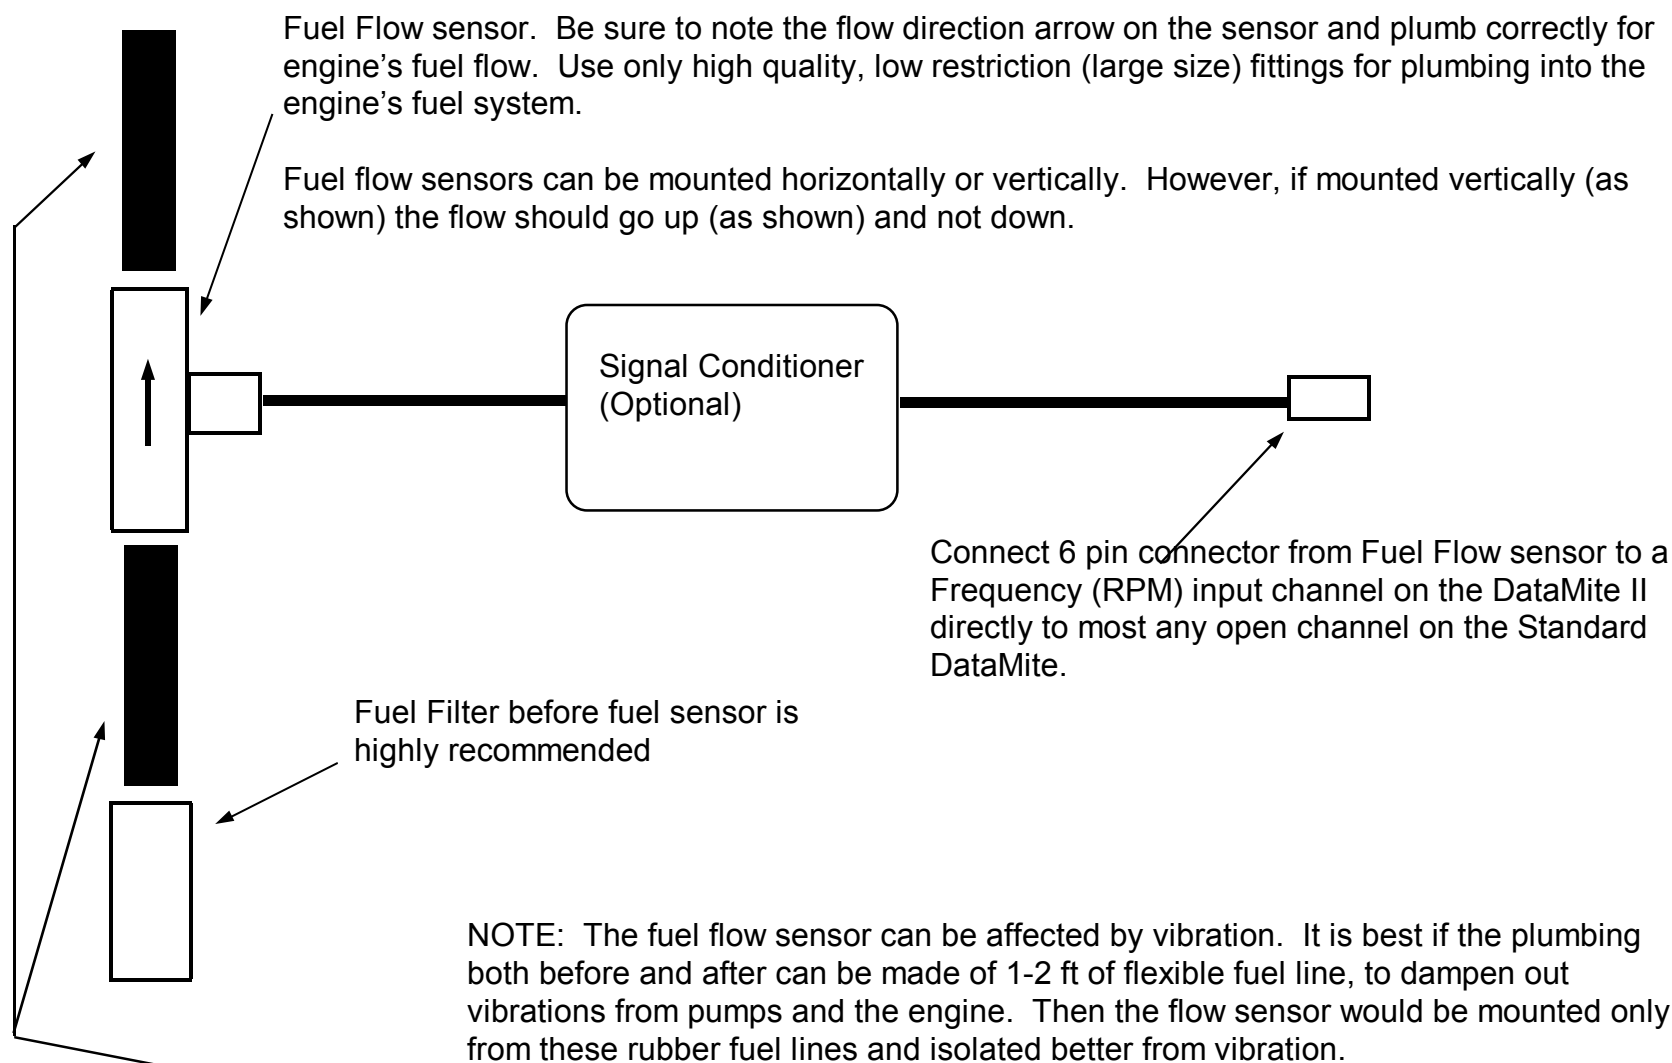 Fuel Flow sensor.  Be sure to note the flow direction arrow on the sensor and plumb correctly for
engine's fuel flow.  Use only high quality, low restriction (large size) fittings for plumbing into the
engine's fuel system.
Fuel flow sensors can be mounted horizontally or vertically.  However, if mounted vertically (as
shown) the flow should go up (as shown) and not down.
Signal Conditioner
(Optional)
Connect 6 pin connector from Fuel Flow sensor to a
Frequency (RPM) input channel on the DataMite II
directly to most any open channel on the Standard
DataMite.
Fuel Filter before fuel sensor is
highly recommended
NOTE:  The fuel flow sensor can be affected by vibration.  It is best if the plumbing
both before and after can be made of 1-2 ft of flexible fuel line, to dampen out
vibrations from pumps and the engine.  Then the flow sensor would be mounted only
from these rubber fuel lines and isolated better from vibration.